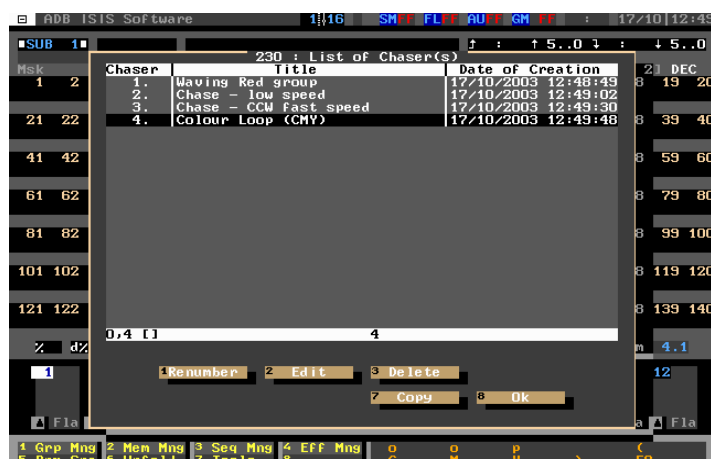 ADB ISIS Software 1 16 SMFF FLFF AUFF GM FF : 17/10 12:49
SUB 1 ↑ : ↑ 5..0 ↓ : ↓ 5..0
230 : List of Chaser(s)
Msk Chaser Title Date of Creation 2] DEC
1 2 1. Waving Red group 17/10/2003 12:48:49 8 19 20
2. Chase - low speed 17/10/2003 12:49:02
3. Chase - CCW fast speed 17/10/2003 12:49:30
21 22 4. Colour Loop (CMY) 17/10/2003 12:49:48 8 39 40
41 42 8 59 60
61 62 8 79 80
81 82 8 99 100
101 102 8 119 120
121 122 8 139 140
0,4 [] 4
% d% m 4.1
1 1Renumber 2 Edit 3 Delete 12
7 Copy 8 Ok
Fla a Fla
1 Grp Mng 2 Mem Mng 3 Seq Mng 4 Eff Mng